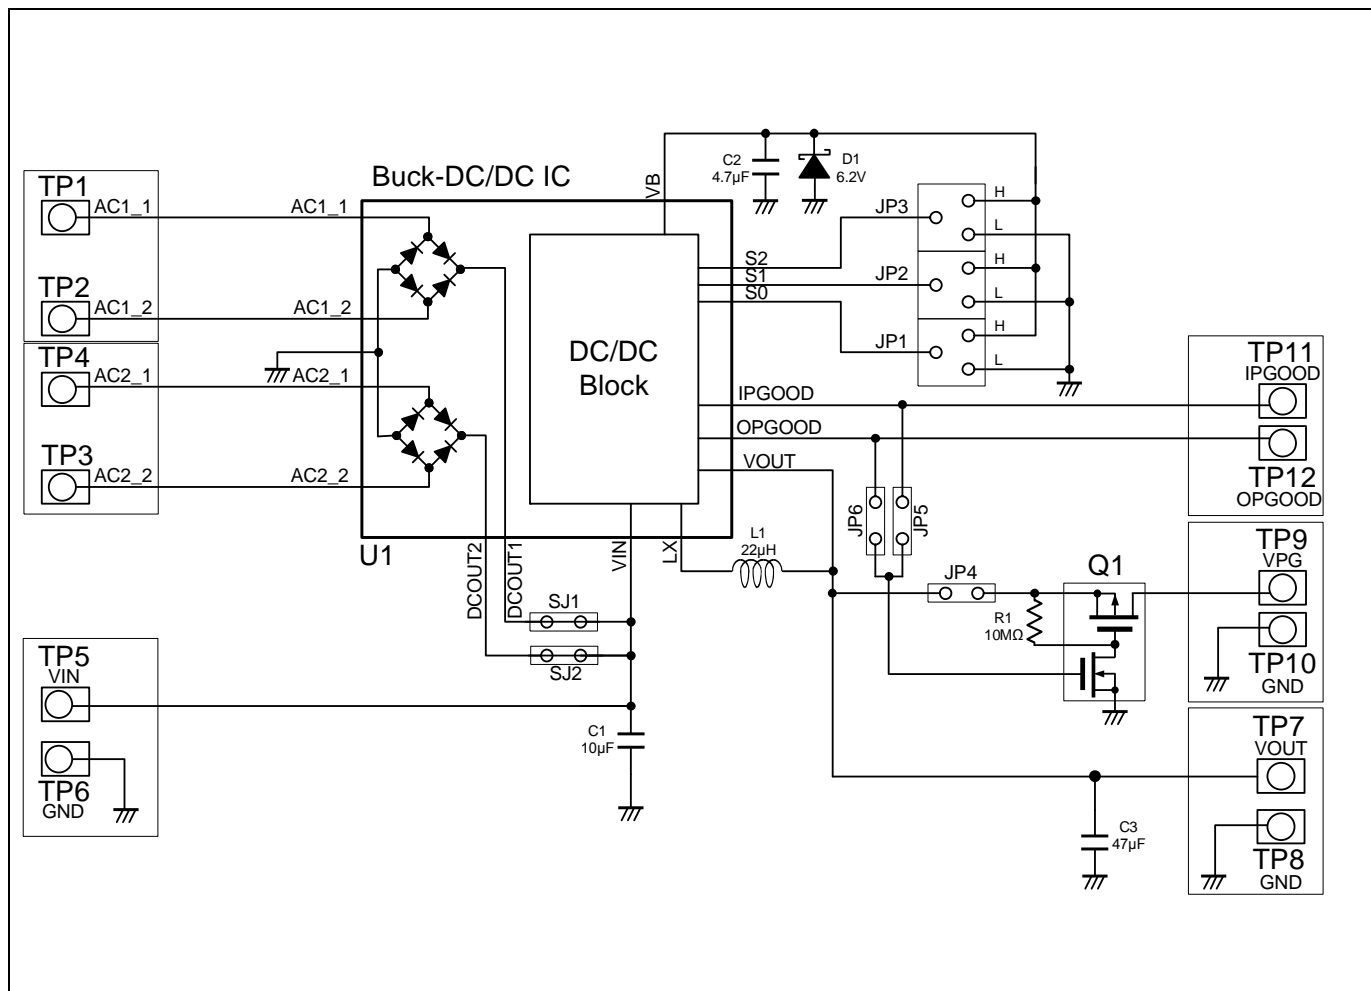 Buck-DC/DC IC
VB
C2
4.7µF
D1
6.2V
TP1
AC1_1
AC1_1
TP2
AC1_2
AC1_2
TP4
AC2_1
AC2_1
TP3
AC2_2
AC2_2
DC/DC
Block
U1
S2
S1
S0
JP3
H
L
JP2
H
L
JP1
H
L
IPGOOD
OPGOOD
VOUT
TP11
IPGOOD
TP12
OPGOOD
JP6
JP5
DCOUT2
DCOUT1
VIN
LX
L1
22µH
SJ1
SJ2
JP4
R1
10MΩ
Q1
TP9
VPG
TP10
GND
TP5
VIN
TP6
GND
C1
10µF
C3
47µF
TP7
VOUT
TP8
GND